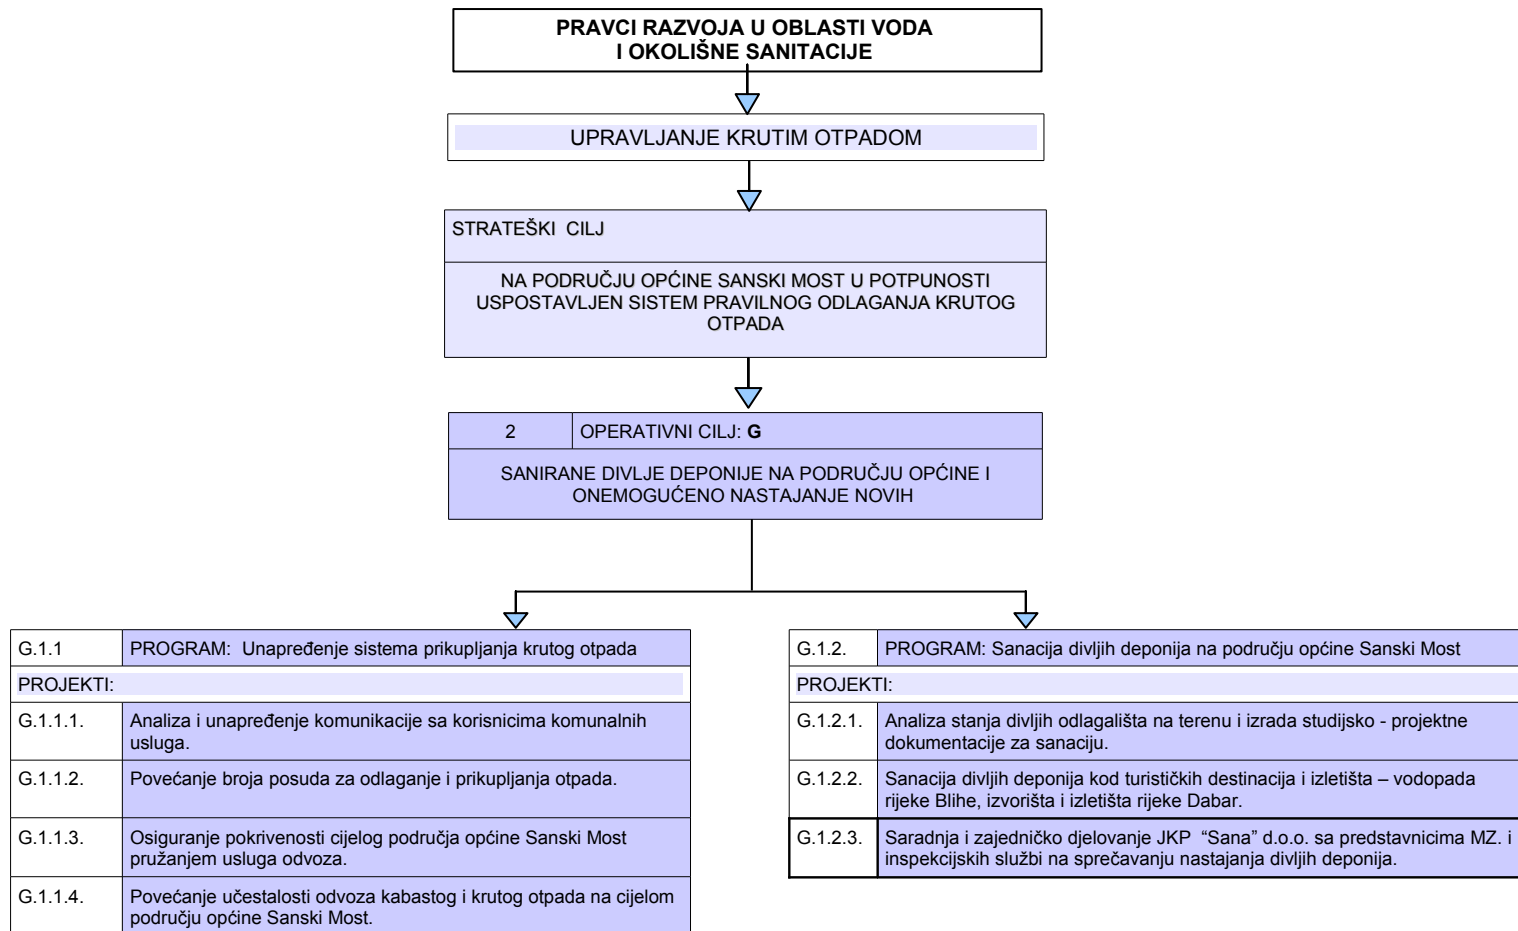 PRAVCI RAZVOJA U OBLASTI VODA
I OKOLIŠNE SANITACIJE
UPRAVLJANJE KRUTIM OTPADOM
STRATEŠKI CILJ
NA PODRUČJU OPĆINE SANSKI MOST U POTPUNOSTI
USPOSTAVLJEN SISTEM PRAVILNOG ODLAGANJA KRUTOG
OTPADA
2 OPERATIVNI CILJ: G
SANIRANE DIVLJE DEPONIJE NA PODRUČJU OPĆINE I
ONEMOGUĆENO NASTAJANJE NOVIH
G.1.1 PROGRAM: Unapređenje sistema prikupljanja krutog otpada
PROJEKTI:
G.1.1.1. Analiza i unapređenje komunikacije sa korisnicima komunalnih
usluga.
G.1.1.2. Povećanje broja posuda za odlaganje i prikupljanja otpada.
G.1.1.3. Osiguranje pokrivenosti cijelog područja općine Sanski Most
pružanjem usluga odvoza.
G.1.1.4. Povećanje učestalosti odvoza kabastog i krutog otpada na cijelom
području općine Sanski Most.
G.1.2. PROGRAM: Sanacija divljih deponija na području općine Sanski Most
PROJEKTI:
G.1.2.1. Analiza stanja divljih odlagališta na terenu i izrada studijsko - projektne
dokumentacije za sanaciju.
G.1.2.2. Sanacija divljih deponija kod turističkih destinacija i izletišta – vodopada
rijeke Blihe, izvorišta i izletišta rijeke Dabar.
G.1.2.3. Saradnja i zajedničko djelovanje JKP “Sana” d.o.o. sa predstavnicima MZ. i
inspekcijskih službi na sprečavanju nastajanja divljih deponija.